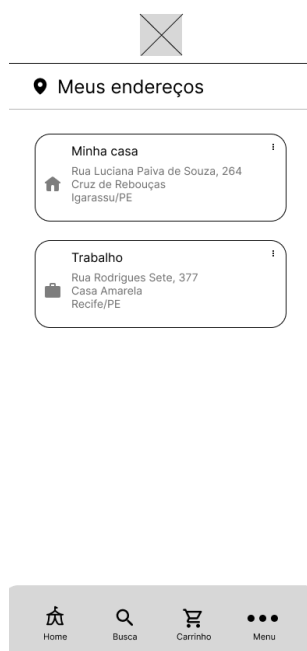 Meus endereços
Minha casa
Rua Luciana Paiva de Souza, 264
Cruz de Rebouças
Igarassu/PE
Trabalho
Rua Rodrigues Sete, 377
Casa Amarela
Recife/PE
Home Busca Carrinho Menu